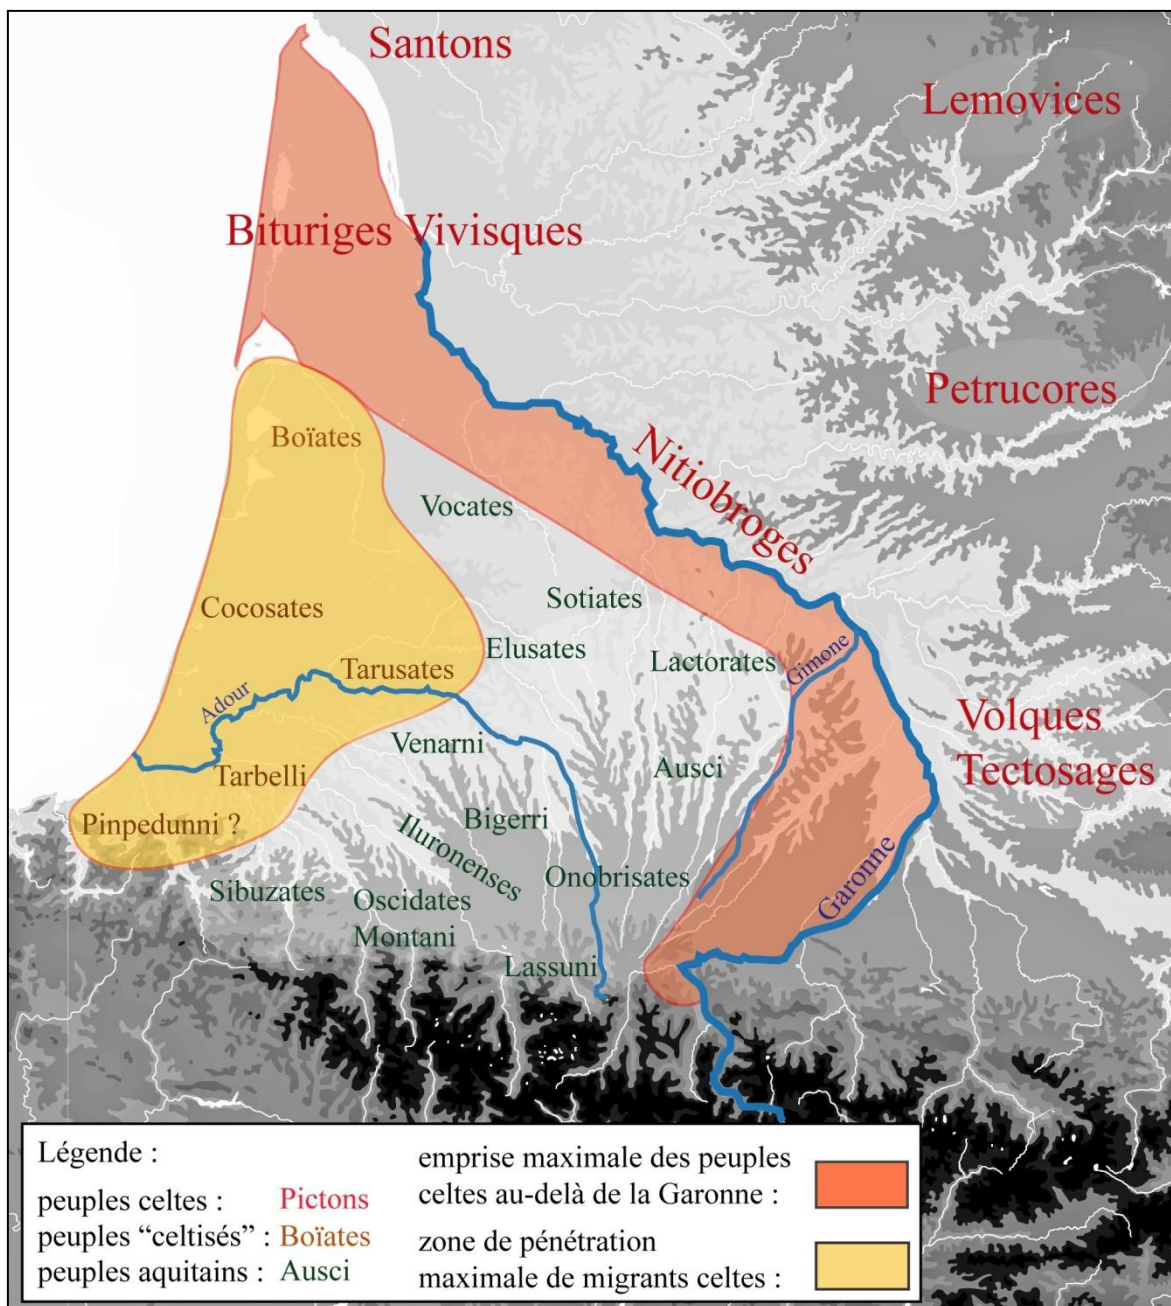 Santons
Lemovices
Bituriges Vivisques
Petrucores
Boïates
Nitiobroges
Vocates
Cocosates
Sotiates
Elusates
Lactorates
Gimone
Tarusates
Adour
Volques
Tectosages
Venarni
Ausci
Tarbelli
Pinpedunni ?
Bigerri
Iluronenses
Onobrisates
Garonne
Sibuzates
Oscidates
Montani
Lassuni
Légende :
peuples celtes : Pictons
peuples “celtisés” : Boïates
peuples aquitains : Ausci
emprise maximale des peuples
celtes au-delà de la Garonne :
zone de pénétration
maximale de migrants celtes :